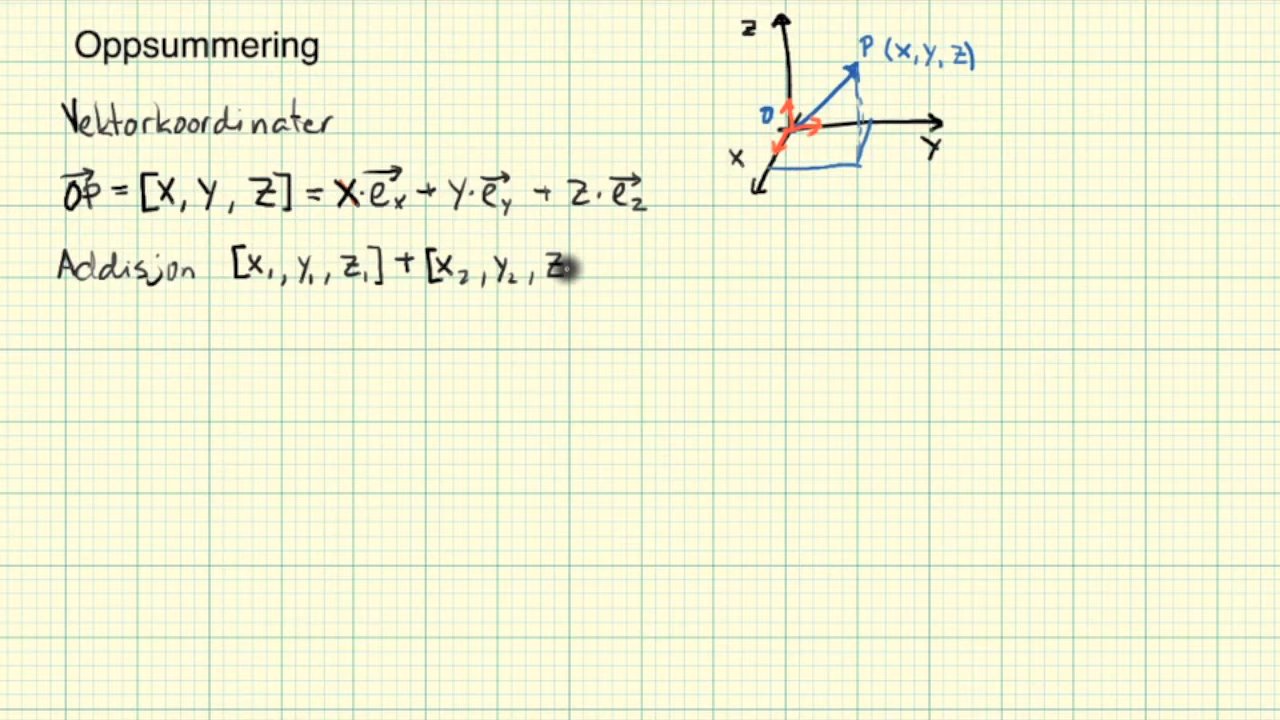 Oppsummering
Vektorkoordinater
→OP = [X, Y, Z] = X·→eₓ + Y·→e_y + Z·→e_z
Addisjon [x₁, y₁, z₁] + [x₂, y₂, z
z
P (x, y, z)
O
x
y